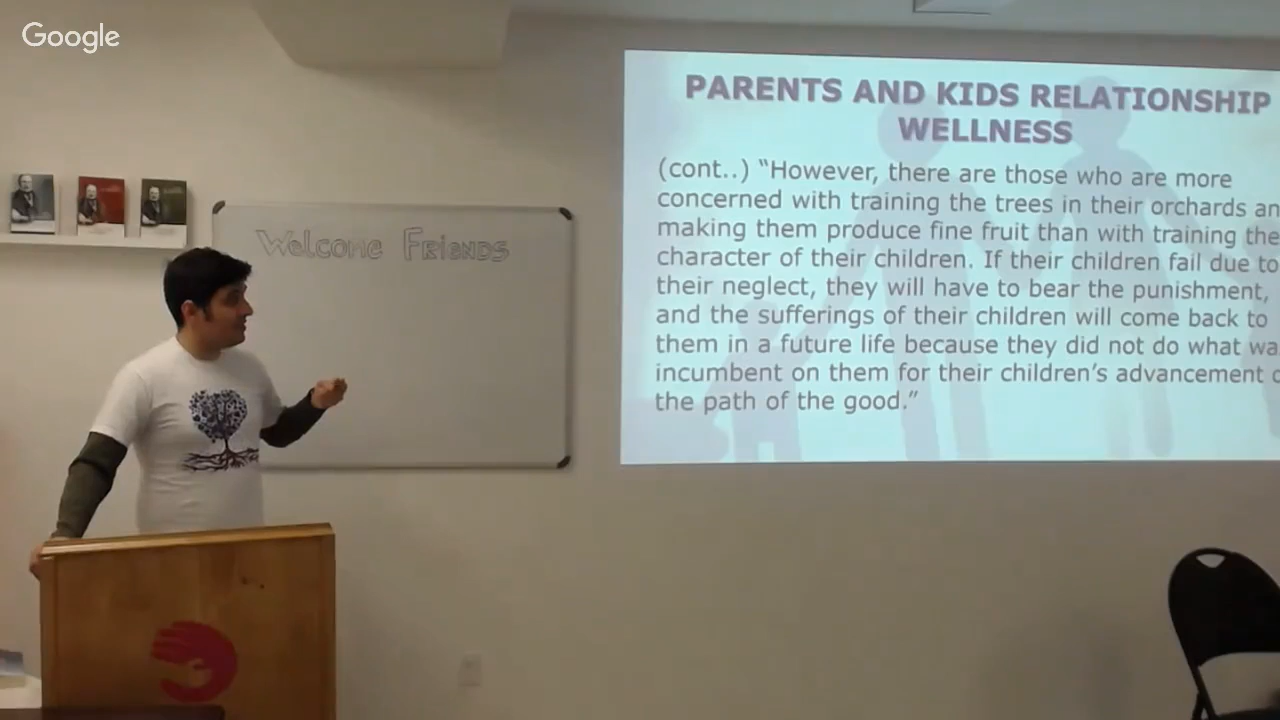 Google
PARENTS AND KIDS RELATIONSHIP
WELLNESS
(cont..) “However, there are those who are more
concerned with training the trees in their orchards an
making them produce fine fruit than with training the
character of their children. If their children fail due to
their neglect, they will have to bear the punishment,
and the sufferings of their children will come back to
them in a future life because they did not do what wa
incumbent on them for their children’s advancement
the path of the good.”
Welcome Friends